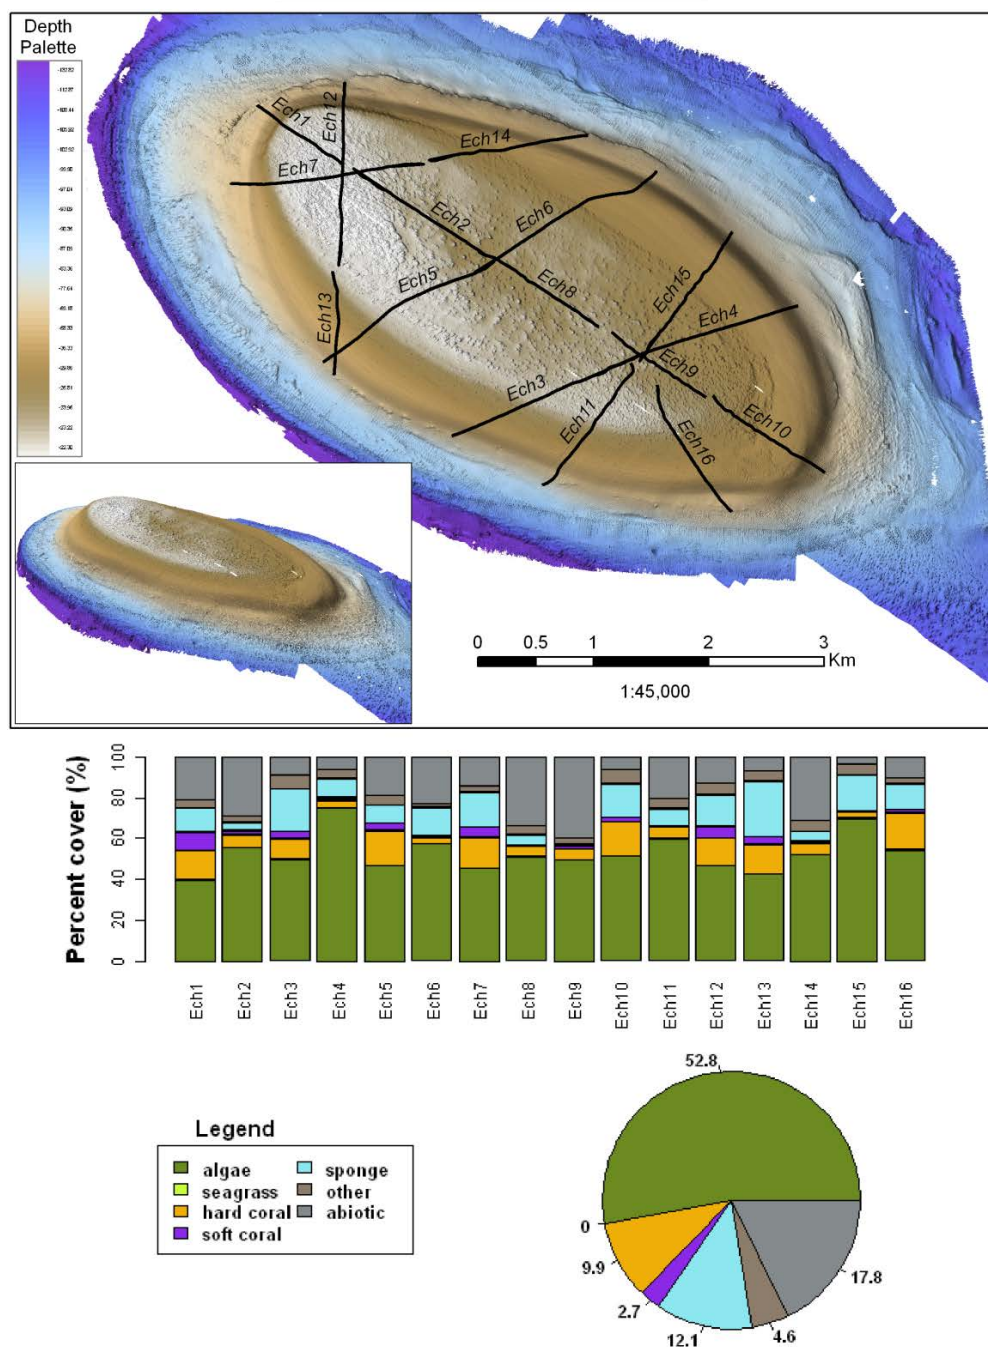 Depth
Palette
Ech1
Ech12
Ech14
Ech7
Ech6
Ech2
Ech15
Ech5
Ech8
Ech13
Ech4
Ech9
Ech3
Ech11
Ech10
Ech16
0 0.5 1 2 3
Km
1:45,000
Percent cover (%)
100
80
60
40
20
0
Ech1 Ech2 Ech3 Ech4 Ech5 Ech6 Ech7 Ech8 Ech9 Ech10 Ech11 Ech12 Ech13 Ech14 Ech15 Ech16
Legend
algae sponge
seagrass other
hard coral abiotic
soft coral
52.8
0
9.9
2.7
12.1
4.6
17.8